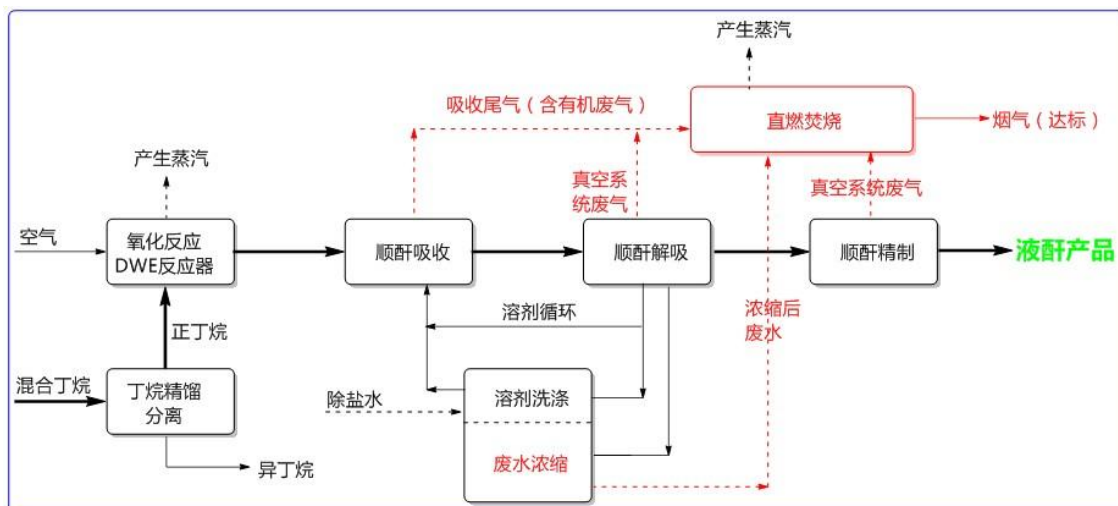 产生蒸汽
吸收尾气（含有机废气）
直燃焚烧
烟气（达标）
产生蒸汽
真空系
统废气
真空系统废气
空气
氧化反应
DWE反应器
顺酐吸收
顺酐解吸
顺酐精制
液酐产品
正丁烷
溶剂循环
浓缩后
废水
混合丁烷
丁烷精馏
分离
除盐水
溶剂洗涤
废水浓缩
异丁烷